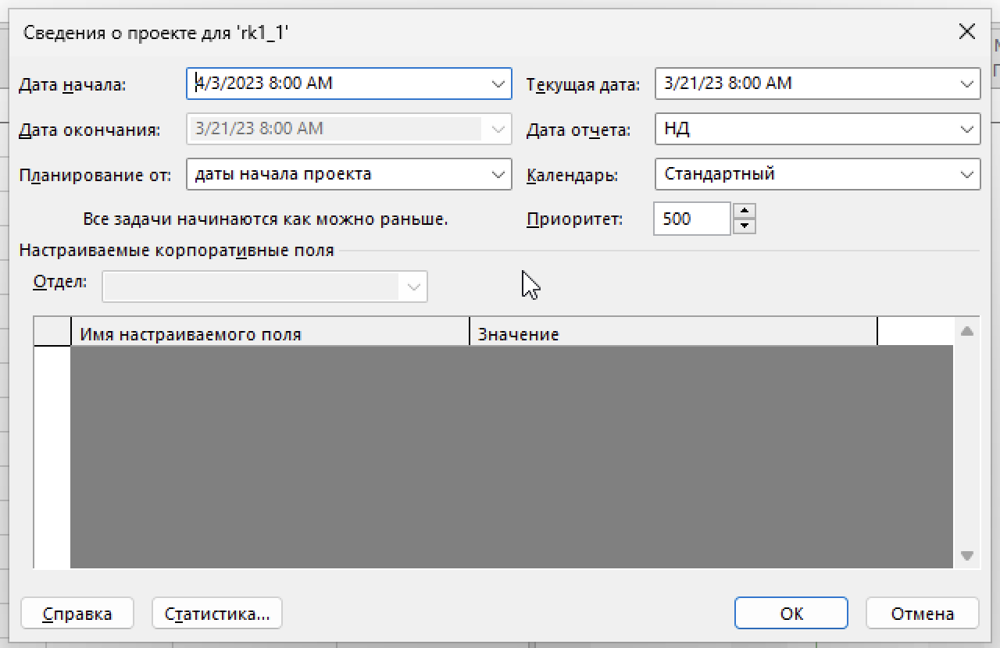 Сведения о проекте для 'rk1_1'
Дата начала: 4/3/2023 8:00 AM Текущая дата: 3/21/23 8:00 AM
Дата окончания: 3/21/23 8:00 AM Дата отчета: НД
Планирование от: даты начала проекта Календарь: Стандартный
Все задачи начинаются как можно раньше. Приоритет: 500
Настраиваемые корпоративные поля
Отдел:
Имя настраиваемого поля Значение
Справка Статистика... ОК Отмена